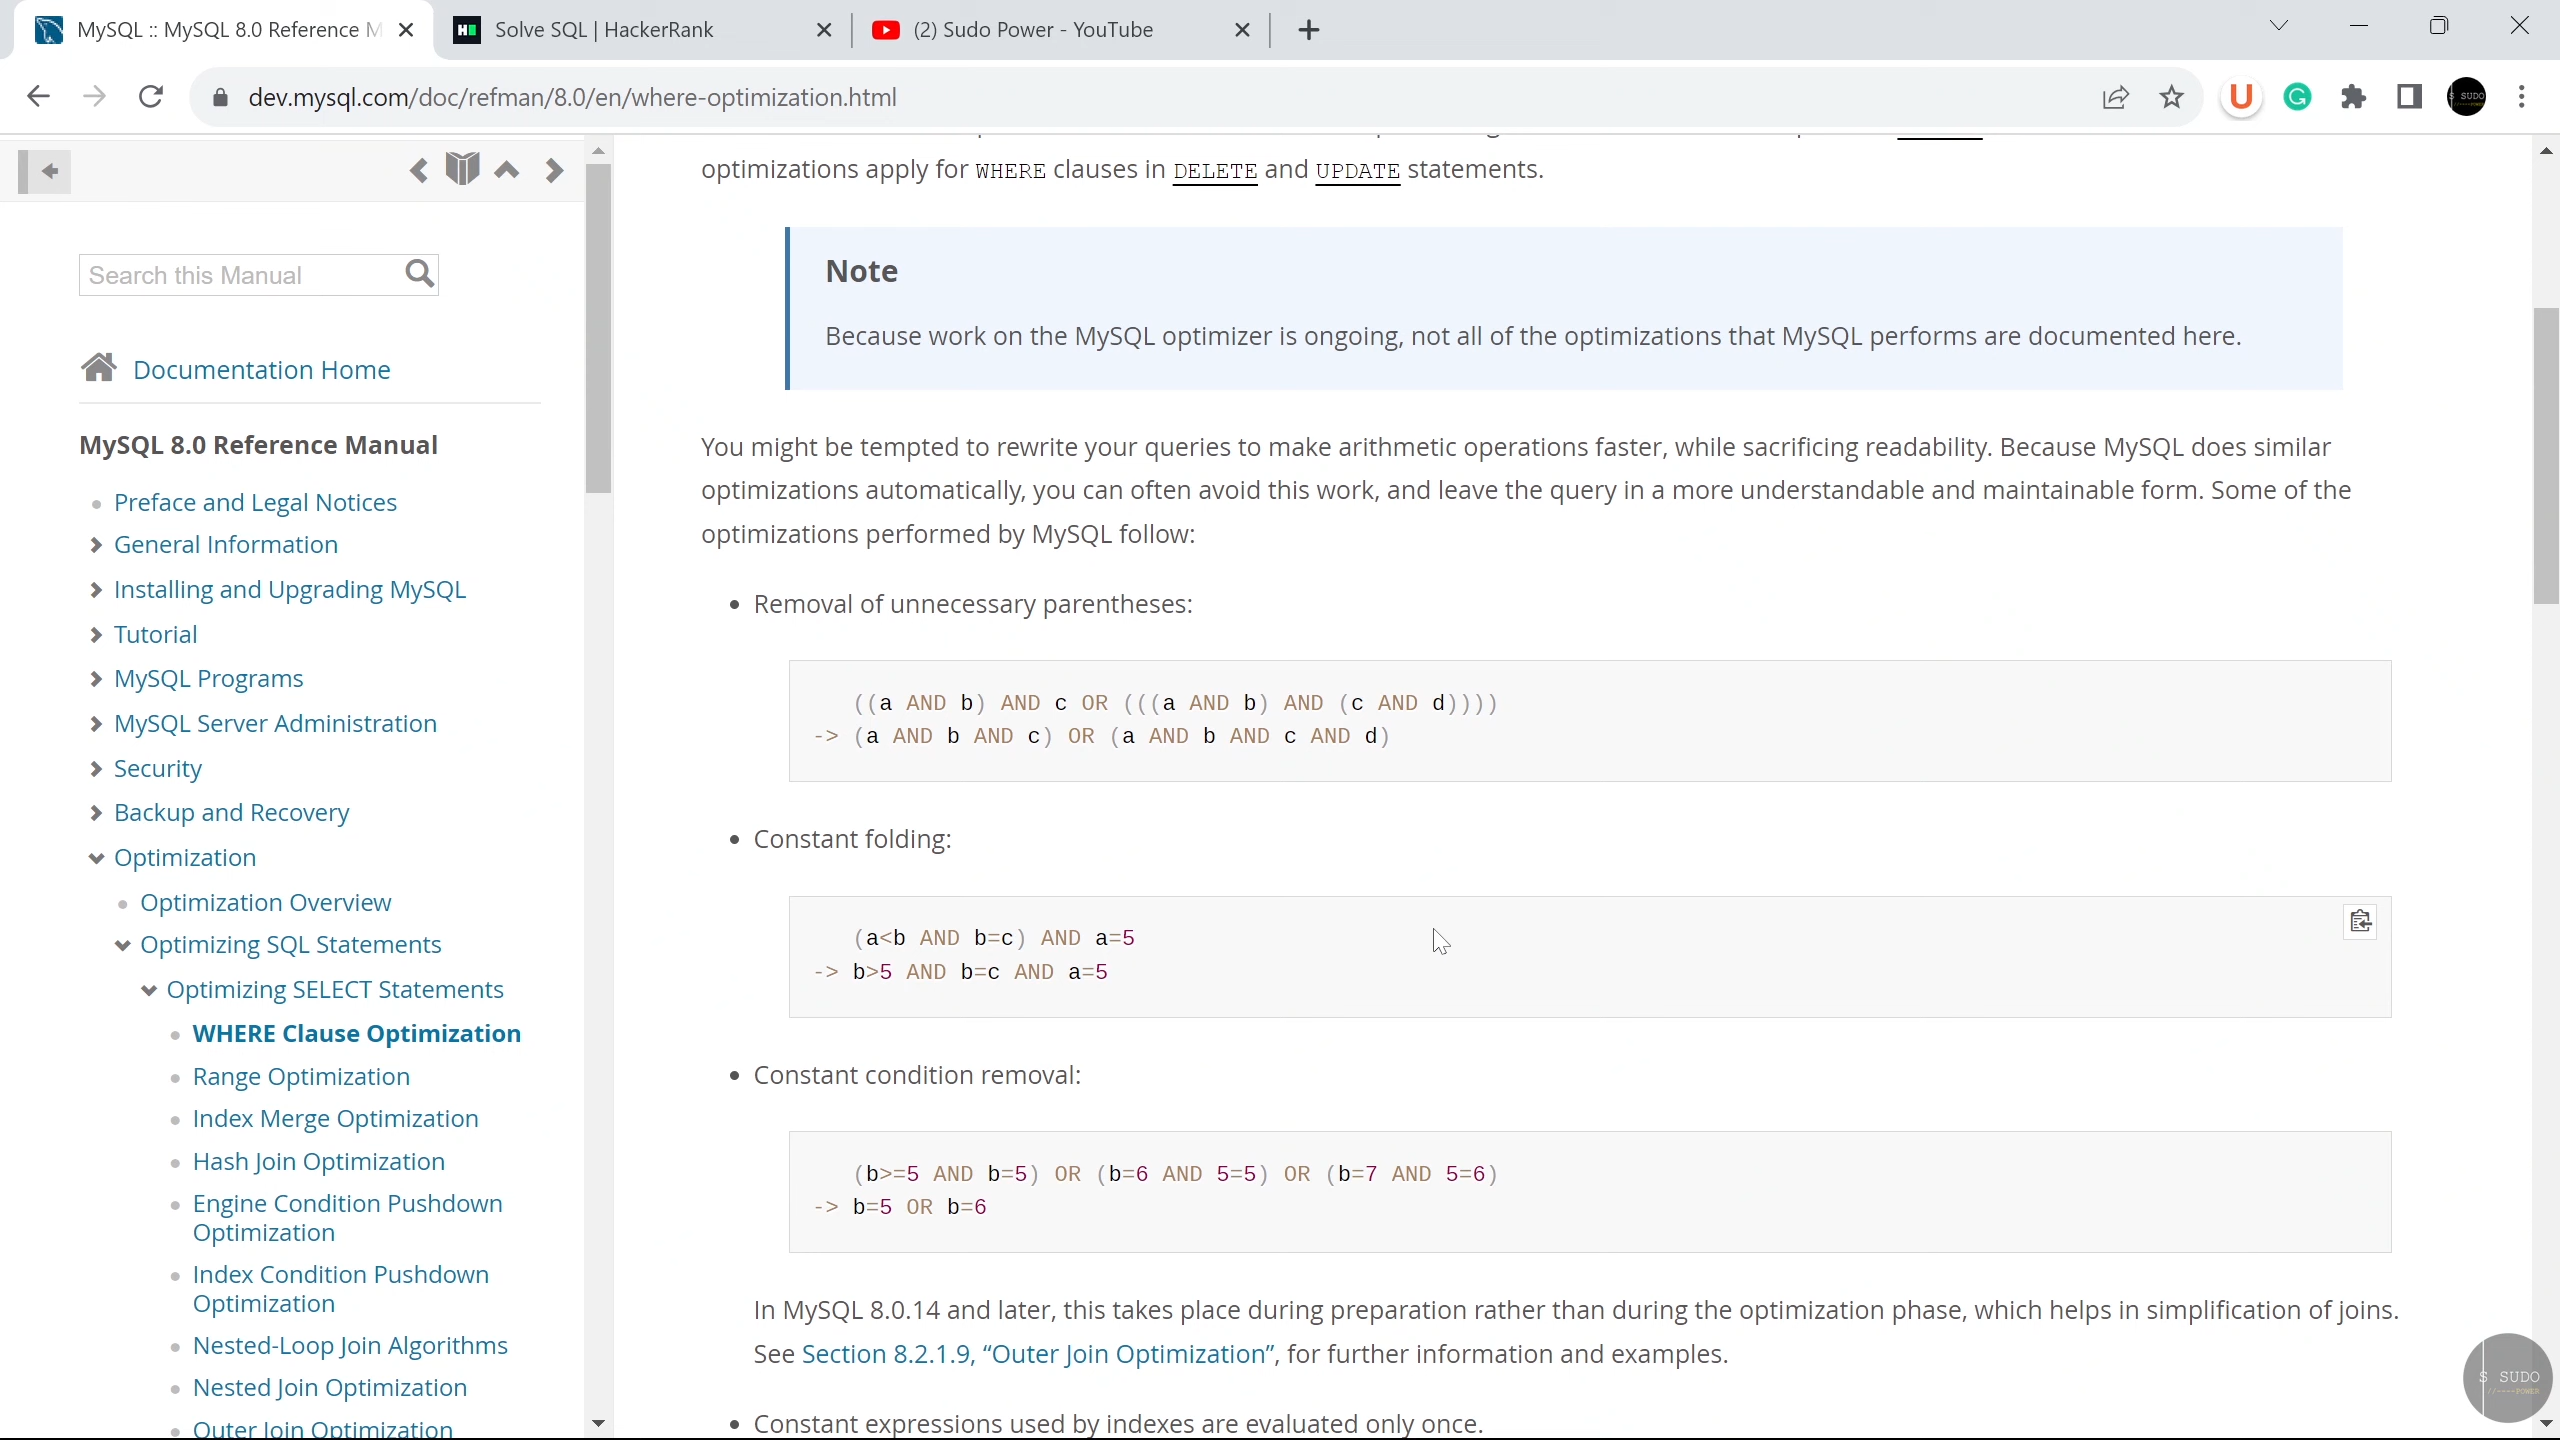 MySQL :: MySQL 8.0 Reference M
Solve SQL | HackerRank
(2) Sudo Power - YouTube
dev.mysql.com/doc/refman/8.0/en/where-optimization.html
Search this Manual
Documentation Home
MySQL 8.0 Reference Manual
Preface and Legal Notices
General Information
Installing and Upgrading MySQL
Tutorial
MySQL Programs
MySQL Server Administration
Security
Backup and Recovery
Optimization
Optimization Overview
Optimizing SQL Statements
Optimizing SELECT Statements
WHERE Clause Optimization
Range Optimization
Index Merge Optimization
Hash Join Optimization
Engine Condition Pushdown
Optimization
Index Condition Pushdown
Optimization
Nested-Loop Join Algorithms
Nested Join Optimization
Outer Join Optimization
optimizations apply for WHERE clauses in DELETE and UPDATE statements.
Note
Because work on the MySQL optimizer is ongoing, not all of the optimizations that MySQL performs are documented here.
You might be tempted to rewrite your queries to make arithmetic operations faster, while sacrificing readability. Because MySQL does similar
optimizations automatically, you can often avoid this work, and leave the query in a more understandable and maintainable form. Some of the
optimizations performed by MySQL follow:
• Removal of unnecessary parentheses:
((a AND b) AND c OR (((a AND b) AND (c AND d))))
-> (a AND b AND c) OR (a AND b AND c AND d)
• Constant folding:
(a<b AND b=c) AND a=5
-> b>5 AND b=c AND a=5
• Constant condition removal:
(b>=5 AND b=5) OR (b=6 AND 5=5) OR (b=7 AND 5=6)
-> b=5 OR b=6
In MySQL 8.0.14 and later, this takes place during preparation rather than during the optimization phase, which helps in simplification of joins.
See Section 8.2.1.9, “Outer Join Optimization”, for further information and examples.
• Constant expressions used by indexes are evaluated only once.
$ SUDO
//----POWER